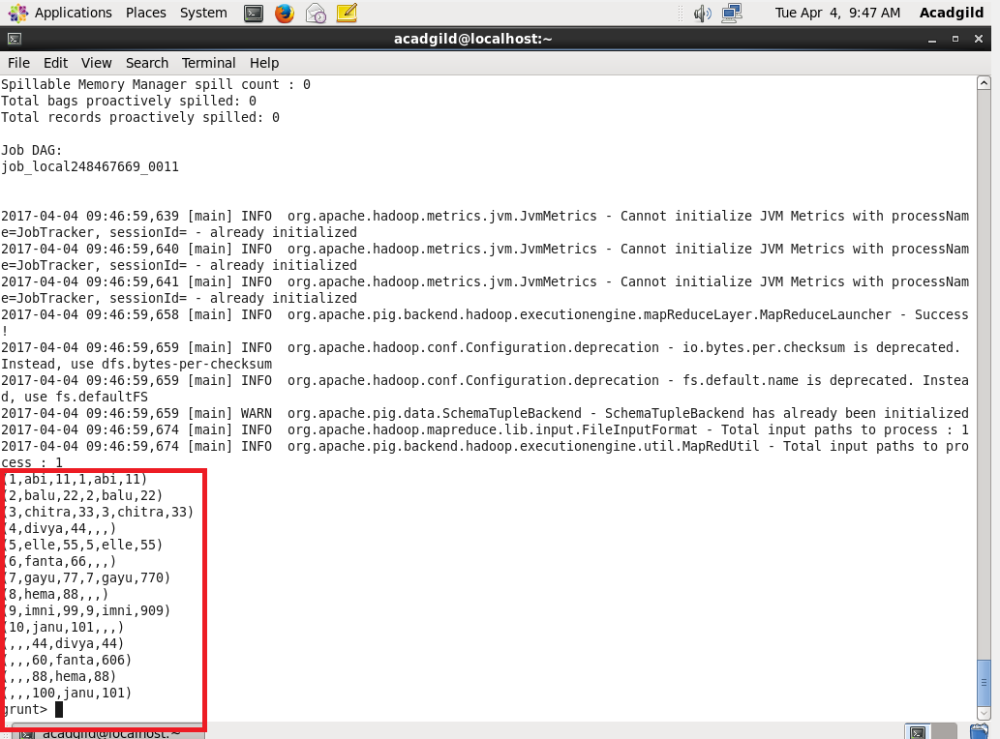 Applications Places System Tue Apr 4, 9:47 AM Acadgild
acadgild@localhost:~
File Edit View Search Terminal Help
Spillable Memory Manager spill count : 0
Total bags proactively spilled: 0
Total records proactively spilled: 0
Job DAG:
job_local248467669_0011
2017-04-04 09:46:59,639 [main] INFO  org.apache.hadoop.metrics.jvm.JvmMetrics - Cannot initialize JVM Metrics with processNam
e=JobTracker, sessionId= - already initialized
2017-04-04 09:46:59,640 [main] INFO  org.apache.hadoop.metrics.jvm.JvmMetrics - Cannot initialize JVM Metrics with processNam
e=JobTracker, sessionId= - already initialized
2017-04-04 09:46:59,641 [main] INFO  org.apache.hadoop.metrics.jvm.JvmMetrics - Cannot initialize JVM Metrics with processNam
e=JobTracker, sessionId= - already initialized
2017-04-04 09:46:59,658 [main] INFO  org.apache.pig.backend.hadoop.executionengine.mapReduceLayer.MapReduceLauncher - Success
!
2017-04-04 09:46:59,659 [main] INFO  org.apache.hadoop.conf.Configuration.deprecation - io.bytes.per.checksum is deprecated.
Instead, use dfs.bytes-per-checksum
2017-04-04 09:46:59,659 [main] INFO  org.apache.hadoop.conf.Configuration.deprecation - fs.default.name is deprecated. Instea
d, use fs.defaultFS
2017-04-04 09:46:59,659 [main] WARN  org.apache.pig.data.SchemaTupleBackend - SchemaTupleBackend has already been initialized
2017-04-04 09:46:59,674 [main] INFO  org.apache.hadoop.mapreduce.lib.input.FileInputFormat - Total input paths to process : 1
2017-04-04 09:46:59,674 [main] INFO  org.apache.pig.backend.hadoop.executionengine.util.MapRedUtil - Total input paths to pro
cess : 1
(1,abi,11,1,abi,11)
(2,balu,22,2,balu,22)
(3,chitra,33,3,chitra,33)
(4,divya,44,,,)
(5,elle,55,5,elle,55)
(6,fanta,66,,,)
(7,gayu,77,7,gayu,770)
(8,hema,88,,,)
(9,imni,99,9,imni,909)
(10,janu,101,,,)
(,,,44,divya,44)
(,,,60,fanta,606)
(,,,88,hema,88)
(,,,100,janu,101)
grunt>
acadgild@localhost:~